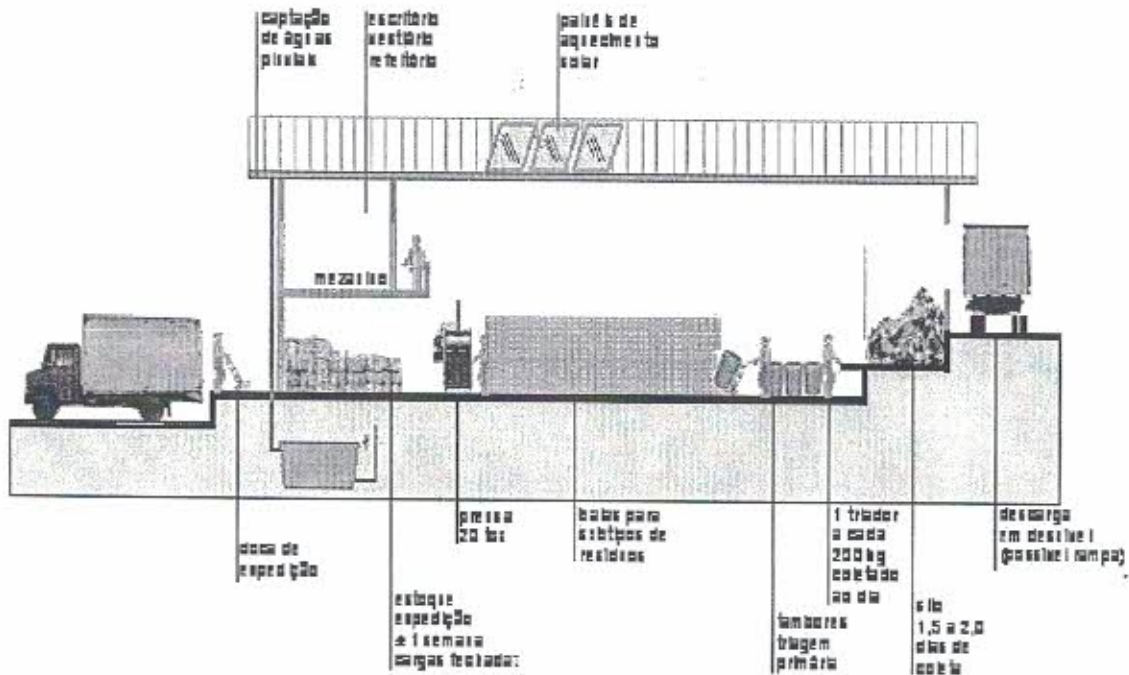 captação
de águas
pluviais
escritório
vestiário
refeitório
painéis de
aquecimento
solar
mezanino
doca de
expedição
estoque
expedição
± 1 semana
cargas fechadas
prensa
20 ton
baias para
subtipos de
resíduos
tambores
triagem
primária
1 triador
a cada
200 kg
coletado
ao dia
silo
1,5 a 2,0
dias de
coleta
descarga
em desnível
(possível rampa)